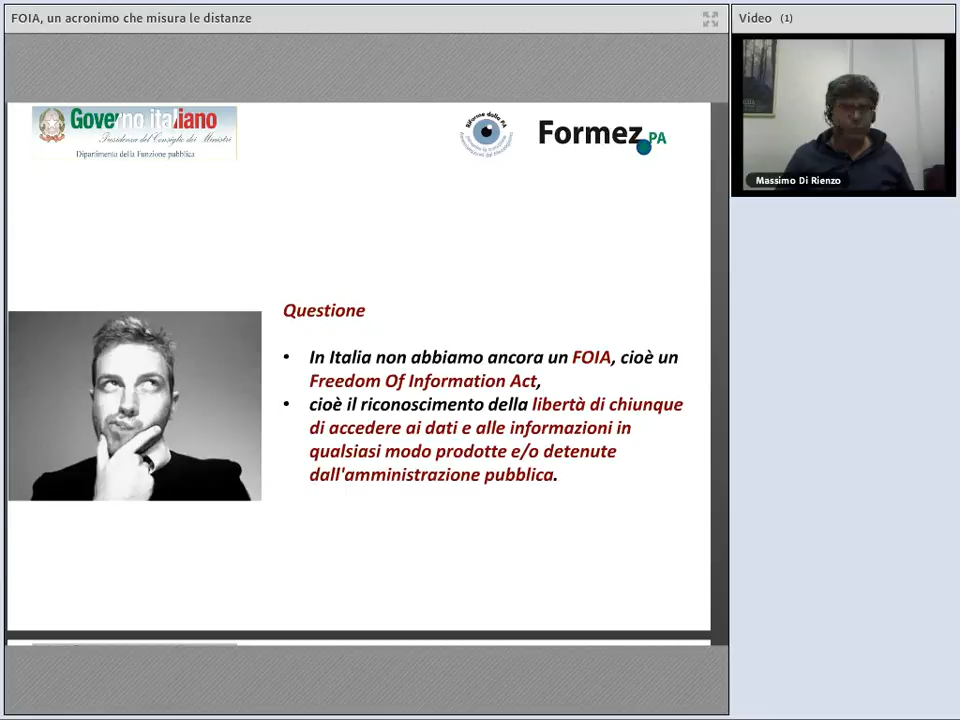 FOIA, un acronimo che misura le distanze
Video (1)
Governo italiano
Presidenza del Consiglio dei Ministri
Dipartimento della Funzione pubblica
Riforme della PA
Formez PA
Massimo Di Rienzo
Questione
• In Italia non abbiamo ancora un FOIA, cioè un
Freedom Of Information Act,
• cioè il riconoscimento della libertà di chiunque
di accedere ai dati e alle informazioni in
qualsiasi modo prodotte e/o detenute
dall'amministrazione pubblica.